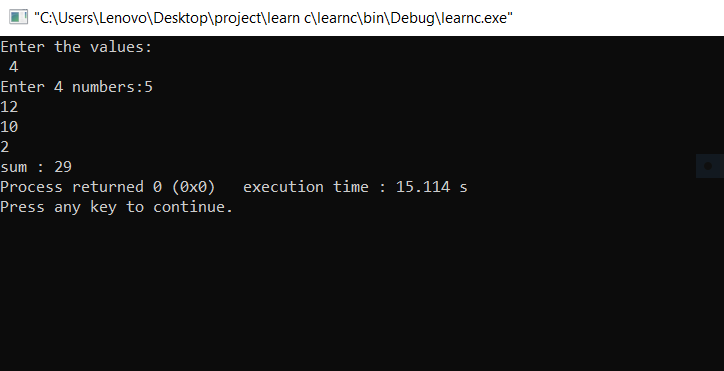 "C:\Users\Lenovo\Desktop\project\learn c\learnc\bin\Debug\learnc.exe"
Enter the values:
 4
Enter 4 numbers:5
12
10
2
sum : 29
Process returned 0 (0x0)   execution time : 15.114 s
Press any key to continue.